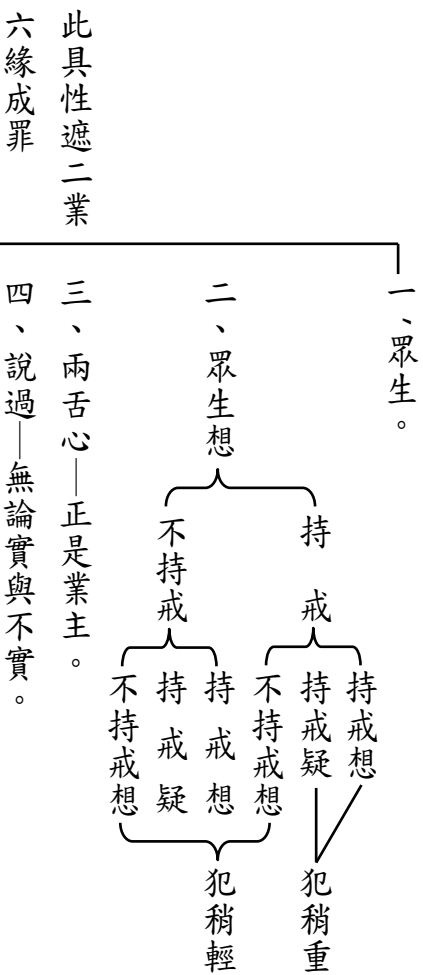 一、眾生。
持戒想
持戒疑
不持戒想
持戒
犯稍重
二、眾生想
持戒想
持戒疑
不持戒想
不持戒
犯稍輕
此具性遮二業
六緣成罪
三、兩舌心—正是業主。
四、說過—無論實與不實。